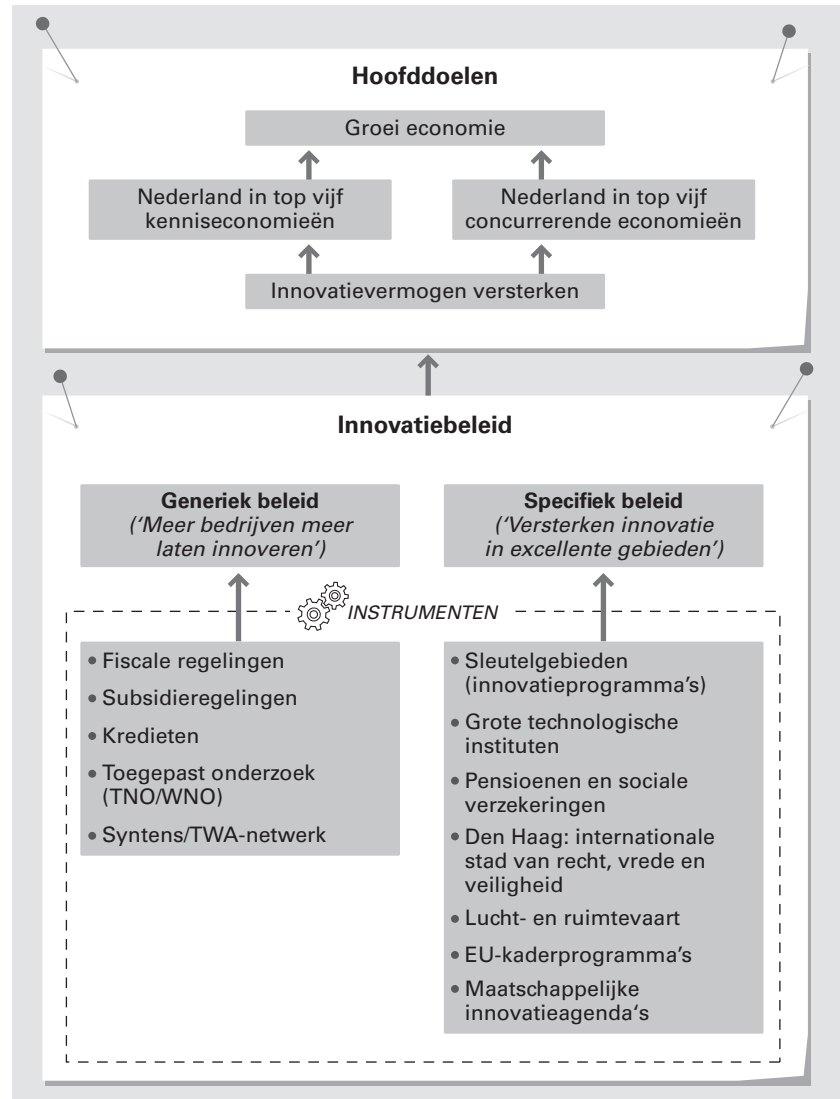 Hoofddoelen
Groei economie
Nederland in top vijf
kenniseconomieën
Nederland in top vijf
concurrerende economieën
Innovatievermogen versterken
Innovatiebeleid
Generiek beleid
(‘Meer bedrijven meer
laten innoveren’)
Specifiek beleid
(‘Versterken innovatie
in excellente gebieden’)
INSTRUMENTEN
• Fiscale regelingen
• Subsidieregelingen
• Kredieten
• Toegepast onderzoek
(TNO/WNO)
• Syntens/TWA-netwerk
• Sleutelgebieden
(innovatieprogramma’s)
• Grote technologische
instituten
• Pensioenen en sociale
verzekeringen
• Den Haag: internationale
stad van recht, vrede en
veiligheid
• Lucht- en ruimtevaart
• EU-kaderprogramma’s
• Maatschappelijke
innovatieagenda‘s